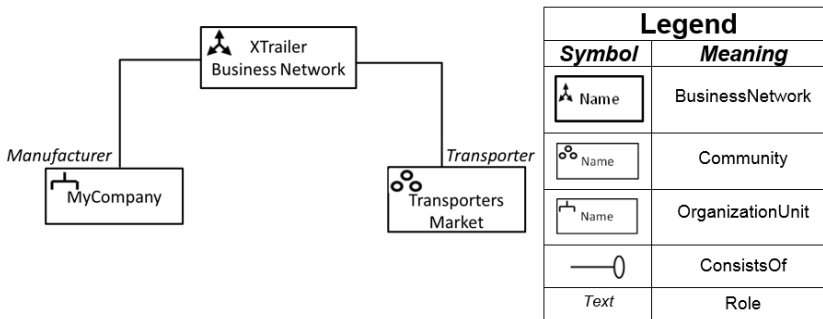 XTrailer
Business Network
Manufacturer
Transporter
MyCompany
Transporters
Market
Legend
Symbol Meaning
Name BusinessNetwork
Name Community
Name OrganizationUnit
ConsistsOf
Text Role